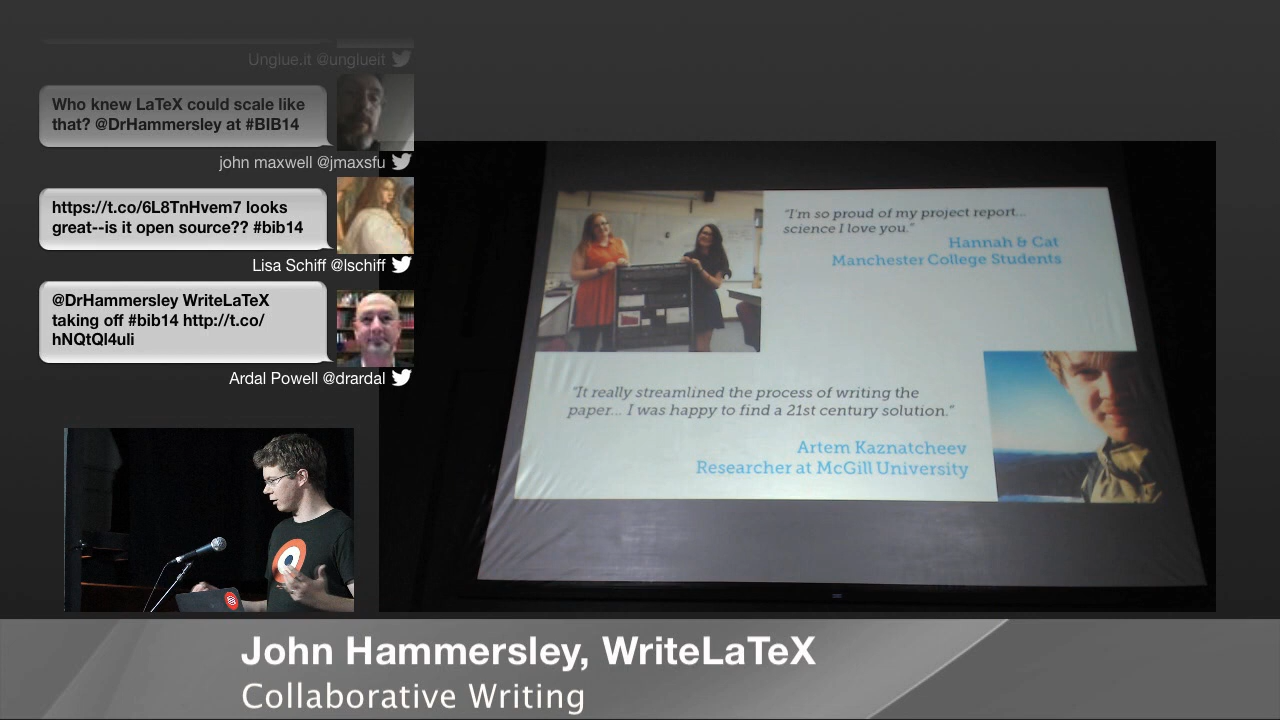 Unglue.it @unglueit
Who knew LaTeX could scale like
that? @DrHammersley at #BIB14
john maxwell @jmaxsfu
https://t.co/6L8TnHvem7 looks
great--is it open source?? #bib14
Lisa Schiff @lschiff
@DrHammersley WriteLaTeX
taking off #bib14 http://t.co/
hNQtQl4uli
Ardal Powell @drardal
"I'm so proud of my project report...
science I love you."
Hannah & Cat
Manchester College Students
"It really streamlined the process of writing the
paper... I was happy to find a 21st century solution."
Artem Kaznatcheev
Researcher at McGill University
John Hammersley, WriteLaTeX
Collaborative Writing